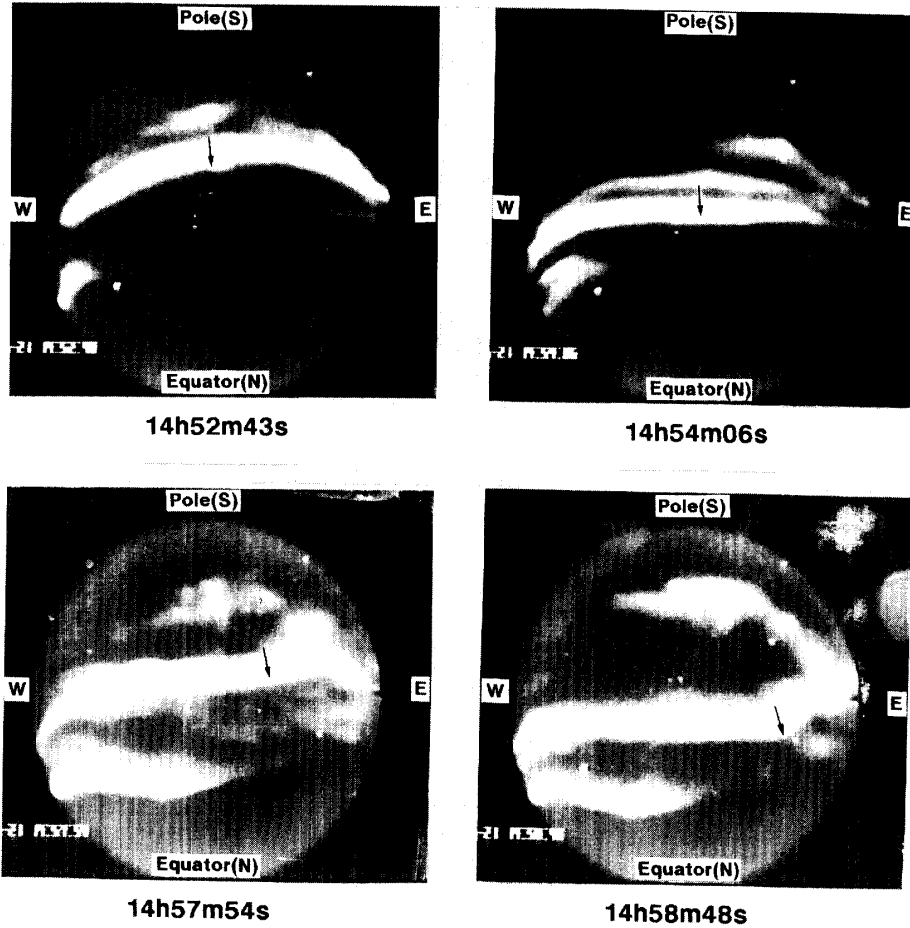 Pole(S)
Pole(S)
W
E
W
E
Equator(N)
Equator(N)
14h52m43s
14h54m06s
Pole(S)
Pole(S)
W
E
W
E
Equator(N)
Equator(N)
14h57m54s
14h58m48s